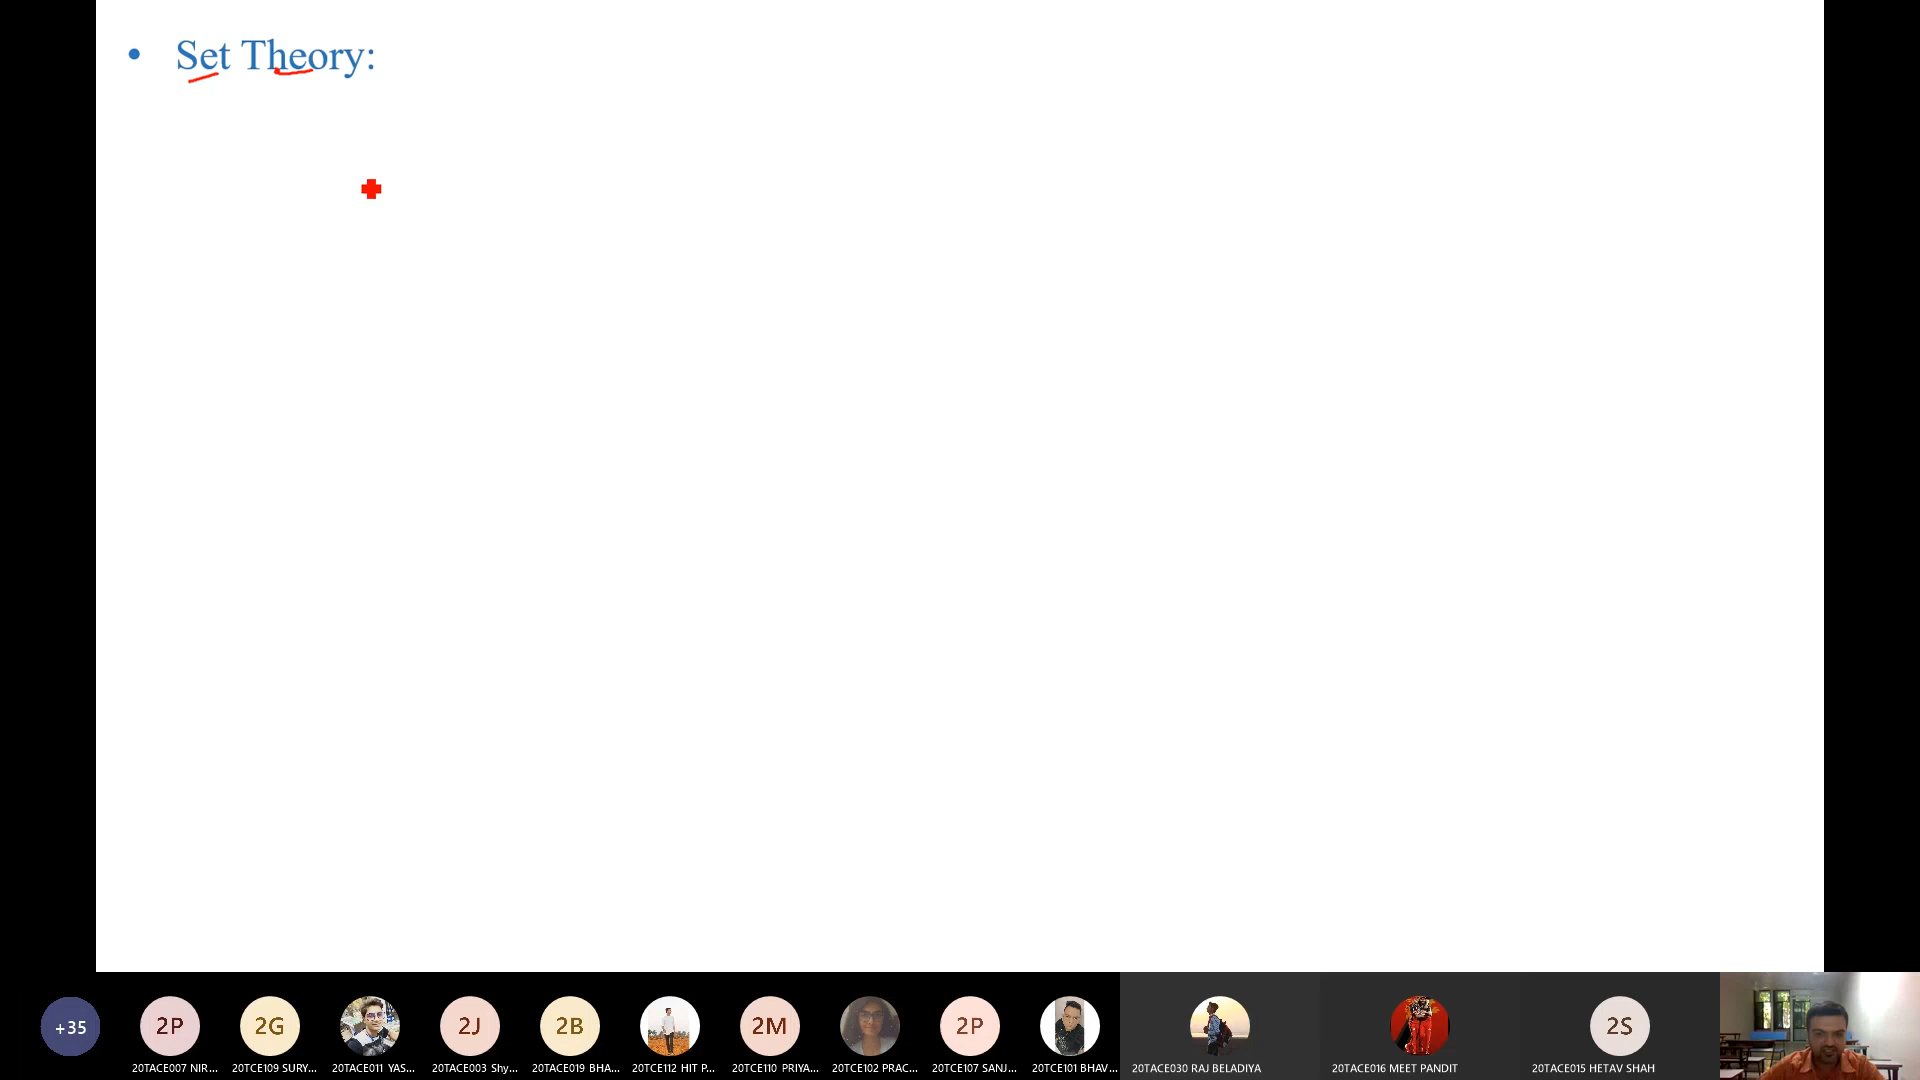 • Set Theory:
+35
2P
2G
2J
2B
2M
2P
2S
20TACE007 NIR...
20TCE109 SURY...
20TACE011 YAS...
20TACE003 Shy...
20TACE019 BHA...
20TCE112 HIT P...
20TCE110 PRIYA...
20TCE102 PRAC...
20TCE107 SANJ...
20TCE101 BHAV...
20TACE030 RAJ BELADIYA
20TACE016 MEET PANDIT
20TACE015 HETAV SHAH